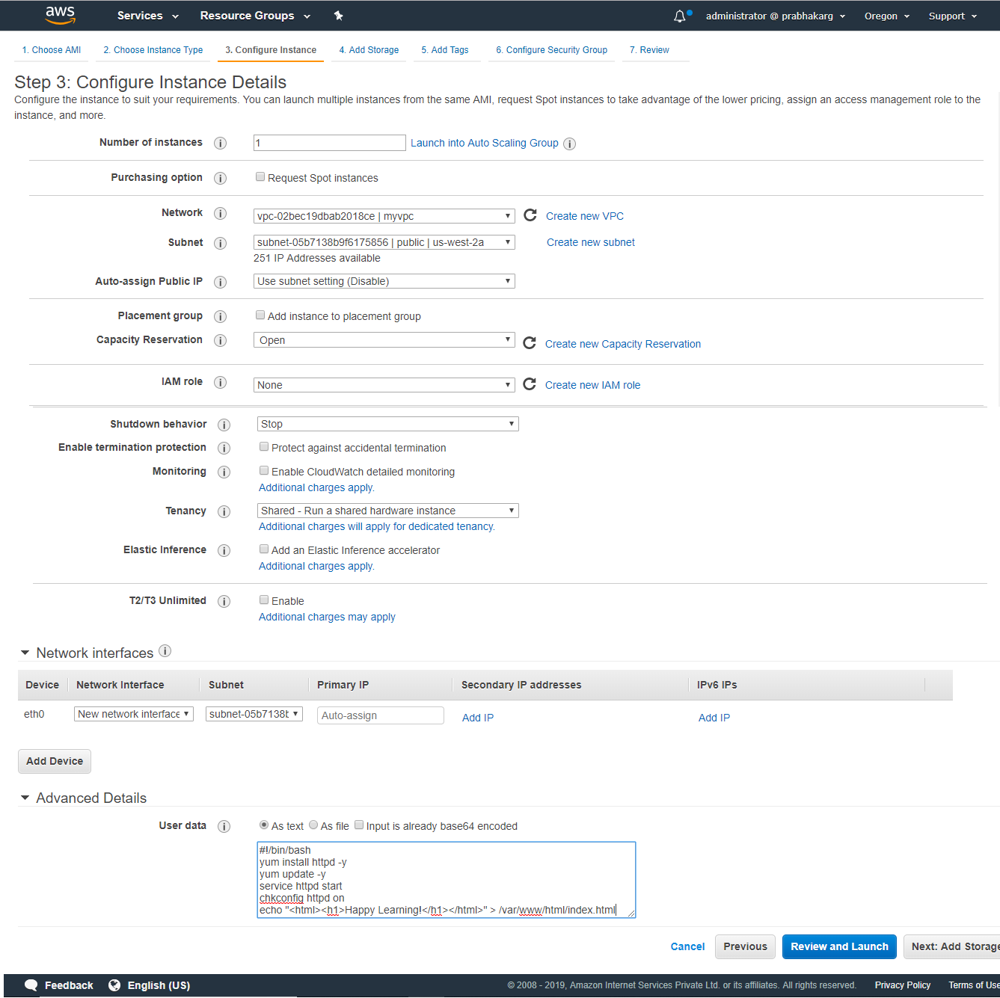 aws Services Resource Groups administrator @ prabhakarg Oregon Support
1. Choose AMI 2. Choose Instance Type 3. Configure Instance 4. Add Storage 5. Add Tags 6. Configure Security Group 7. Review
Step 3: Configure Instance Details
Configure the instance to suit your requirements. You can launch multiple instances from the same AMI, request Spot instances to take advantage of the lower pricing, assign an access management role to the
instance, and more.
Number of instances i 1 Launch into Auto Scaling Group i
Purchasing option i Request Spot instances
Network i vpc-02bec19dbab2018ce | myvpc Create new VPC
Subnet i subnet-05b7138b9f6175856 | public | us-west-2a Create new subnet
251 IP Addresses available
Auto-assign Public IP i Use subnet setting (Disable)
Placement group i Add instance to placement group
Capacity Reservation i Open Create new Capacity Reservation
IAM role i None Create new IAM role
Shutdown behavior i Stop
Enable termination protection i Protect against accidental termination
Monitoring i Enable CloudWatch detailed monitoring
Additional charges apply.
Tenancy i Shared - Run a shared hardware instance
Additional charges will apply for dedicated tenancy.
Elastic Inference i Add an Elastic Inference accelerator
Additional charges apply.
T2/T3 Unlimited i Enable
Additional charges may apply
Network interfaces i
Device Network Interface Subnet Primary IP Secondary IP addresses IPv6 IPs
eth0 New network interface subnet-05b7138b Auto-assign Add IP Add IP
Add Device
Advanced Details
User data i As text As file Input is already base64 encoded
#!/bin/bash
yum install httpd -y
yum update -y
service httpd start
chkconfig httpd on
echo "<html><h1>Happy Learning!</h1></html>" > /var/www/html/index.html
Cancel Previous Review and Launch Next: Add Storage
Feedback English (US) © 2008 - 2019, Amazon Internet Services Private Ltd. or its affiliates. All rights reserved. Privacy Policy Terms of Use